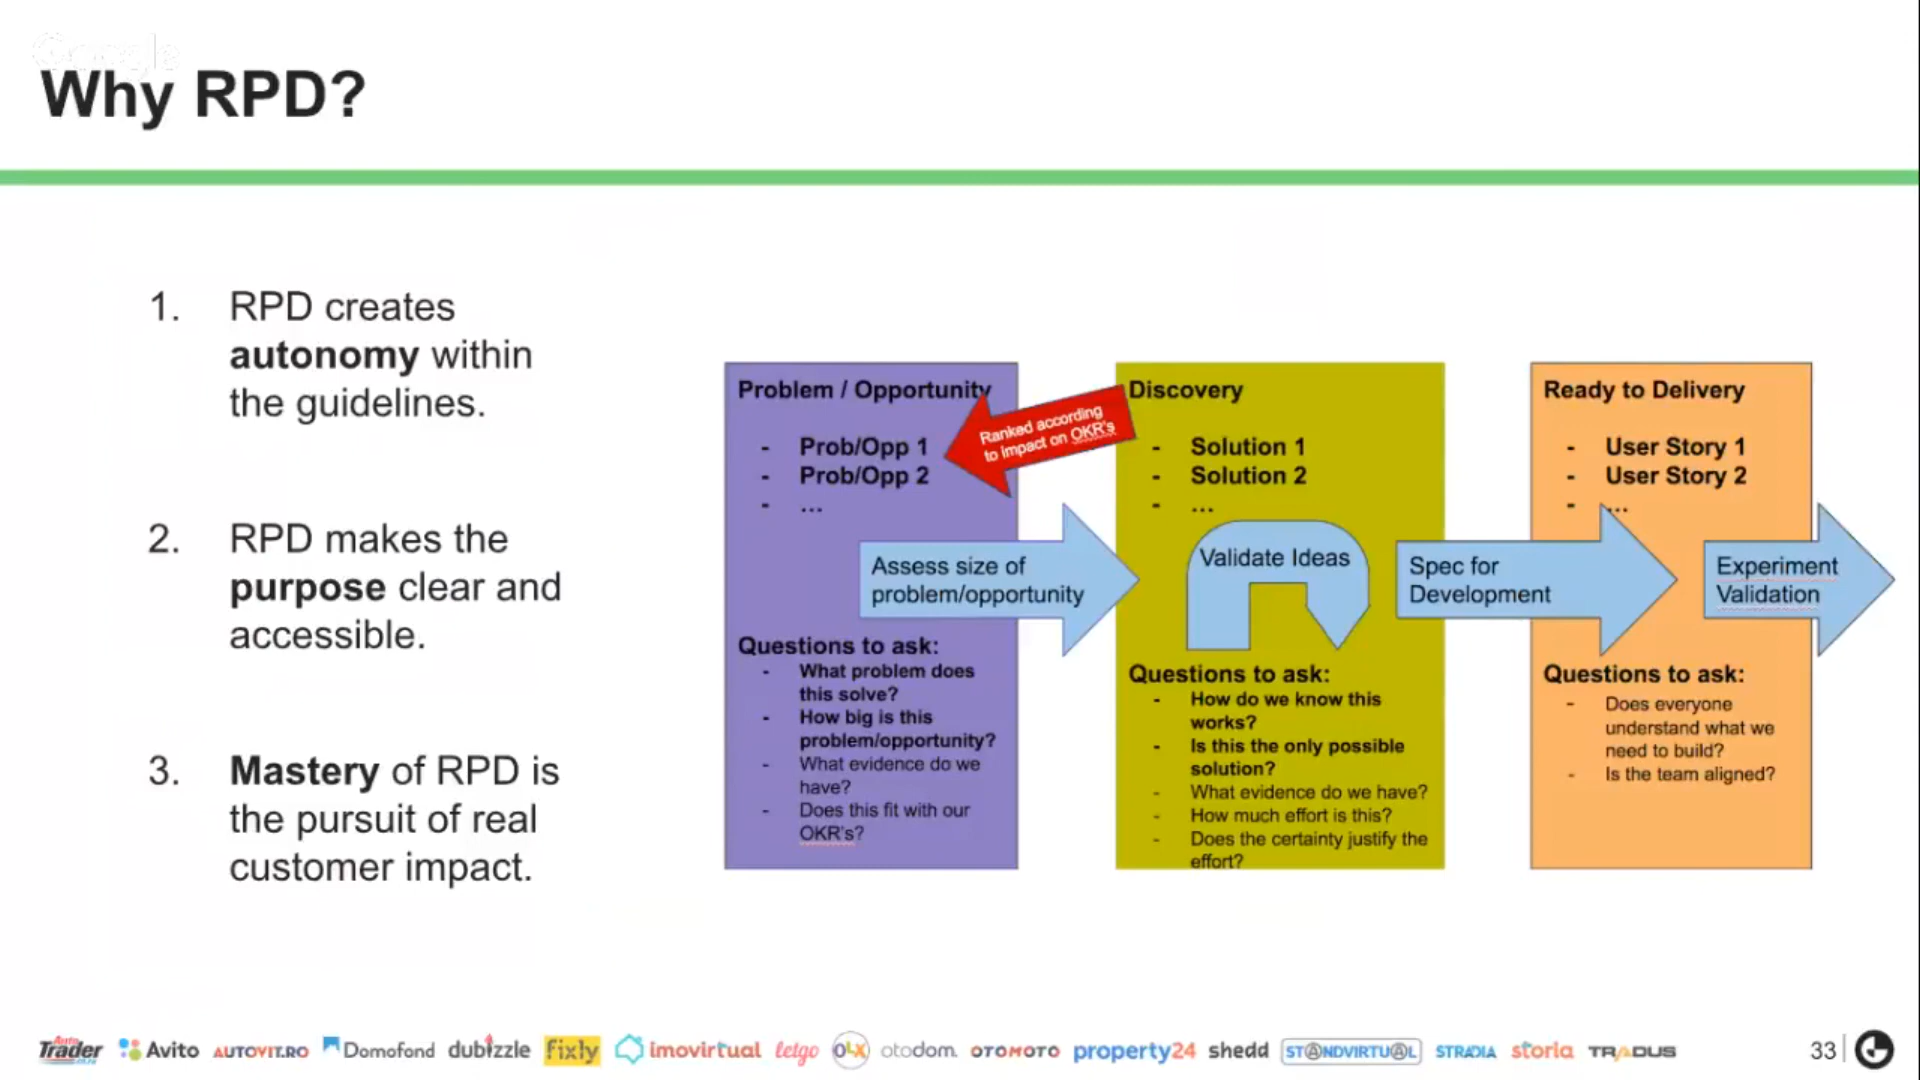 Google
Why RPD?
1. RPD creates
autonomy within
the guidelines.
2. RPD makes the
purpose clear and
accessible.
3. Mastery of RPD is
the pursuit of real
customer impact.
Problem / Opportunity
- Prob/Opp 1
- Prob/Opp 2
- ...
Assess size of
problem/opportunity
Questions to ask:
- What problem does
this solve?
- How big is this
problem/opportunity?
- What evidence do we
have?
- Does this fit with our
OKR's?
Ranked according
to impact on OKR's
Discovery
- Solution 1
- Solution 2
- ...
Validate Ideas
Questions to ask:
- How do we know this
works?
- Is this the only possible
solution?
- What evidence do we have?
- How much effort is this?
- Does the certainty justify the
effort?
Spec for
Development
Ready to Delivery
- User Story 1
- User Story 2
- ...
Experiment
Validation
Questions to ask:
- Does everyone
understand what we
need to build?
- Is the team aligned?
Auto Trader Avito AUTOVIT.RO Domofond dubizzle fixly imovirtual letgo OLX otodom OTOMOTO property24 shedd STANDVIRTUAL STRADIA storia TRADUS 33